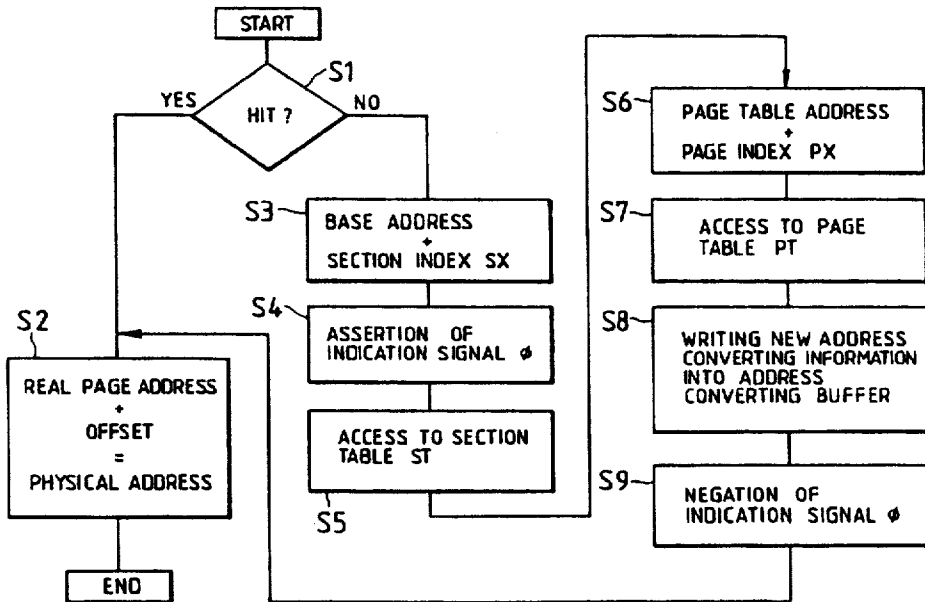 START
S1
YES
HIT ?
NO
S3
BASE ADDRESS
+
SECTION INDEX SX
S4
ASSERTION OF
INDICATION SIGNAL ø
ACCESS TO SECTION
TABLE ST
S5
S6
PAGE TABLE ADDRESS
+
PAGE INDEX PX
S7
ACCESS TO PAGE
TABLE PT
S8
WRITING NEW ADDRESS
CONVERTING INFORMATION
INTO ADDRESS
CONVERTING BUFFER
S9
NEGATION OF
INDICATION SIGNAL ø
S2
REAL PAGE ADDRESS
+
OFFSET
=
PHYSICAL ADDRESS
END